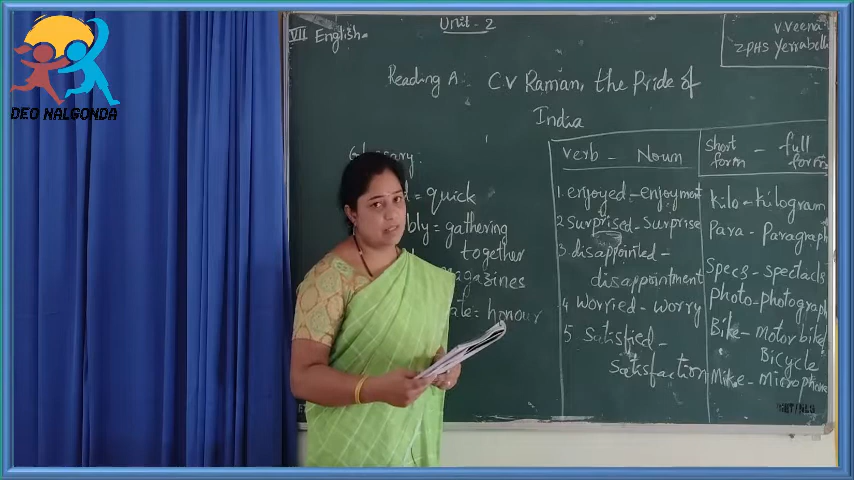 DEO NALGONDA
VII English
Unit-2
V.Veena
ZPHS Yerrabelli
Reading A:- C.V Raman, the Pride of
India
Glossary:
= quick
= gathering
together
magazines
= honour
Verb - Noun
1. enjoyed - enjoyment
2 Surprised - Surprise
3 disappointed -
disappointment
4 Worried - Worry
5 Satisfied -
Satisfaction
Short form - full forms
Kilo - kilogram
Para - Paragraph
Specs - spectacls
photo - photograph
Bike - Motor bike
Bicycle
Mike - microphone